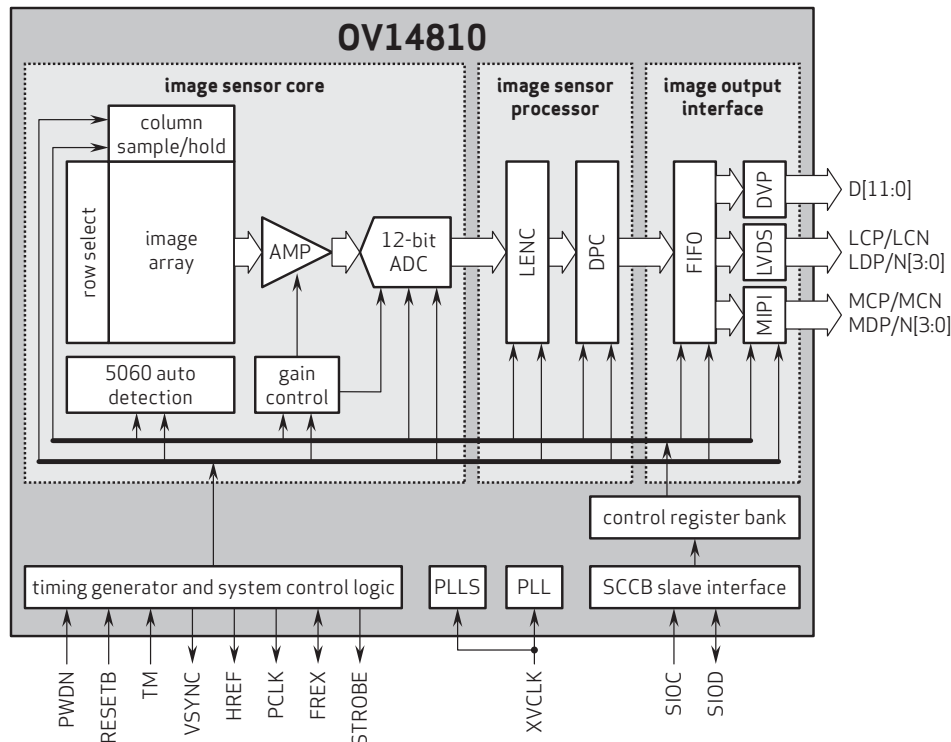 OV14810
image sensor core
image sensor
processor
image output
interface
column
sample/hold
row select
image
array
AMP
12-bit
ADC
LENC
DPC
FIFO
DVP
LVDS
MIPI
D[11:0]
LCP/LCN
LDP/N[3:0]
MCP/MCN
MDP/N[3:0]
5060 auto
detection
gain
control
control register bank
timing generator and system control logic
PLLS
PLL
SCCB slave interface
PWDN
RESETB
TM
VSYNC
HREF
PCLK
FREX
STROBE
XVCLK
SIOC
SIOD